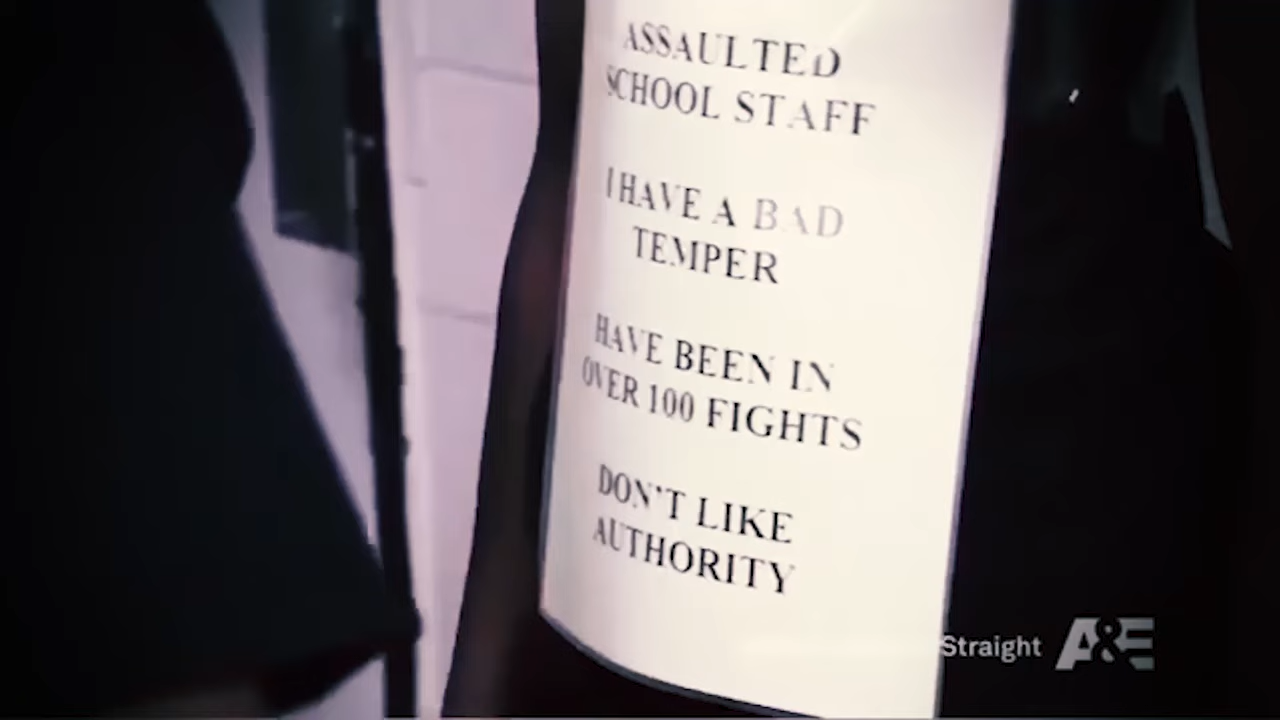 ASSAULTED
SCHOOL STAFF
I HAVE A BAD
TEMPER
HAVE BEEN IN
OVER 100 FIGHTS
DON'T LIKE
AUTHORITY
Straight A&E